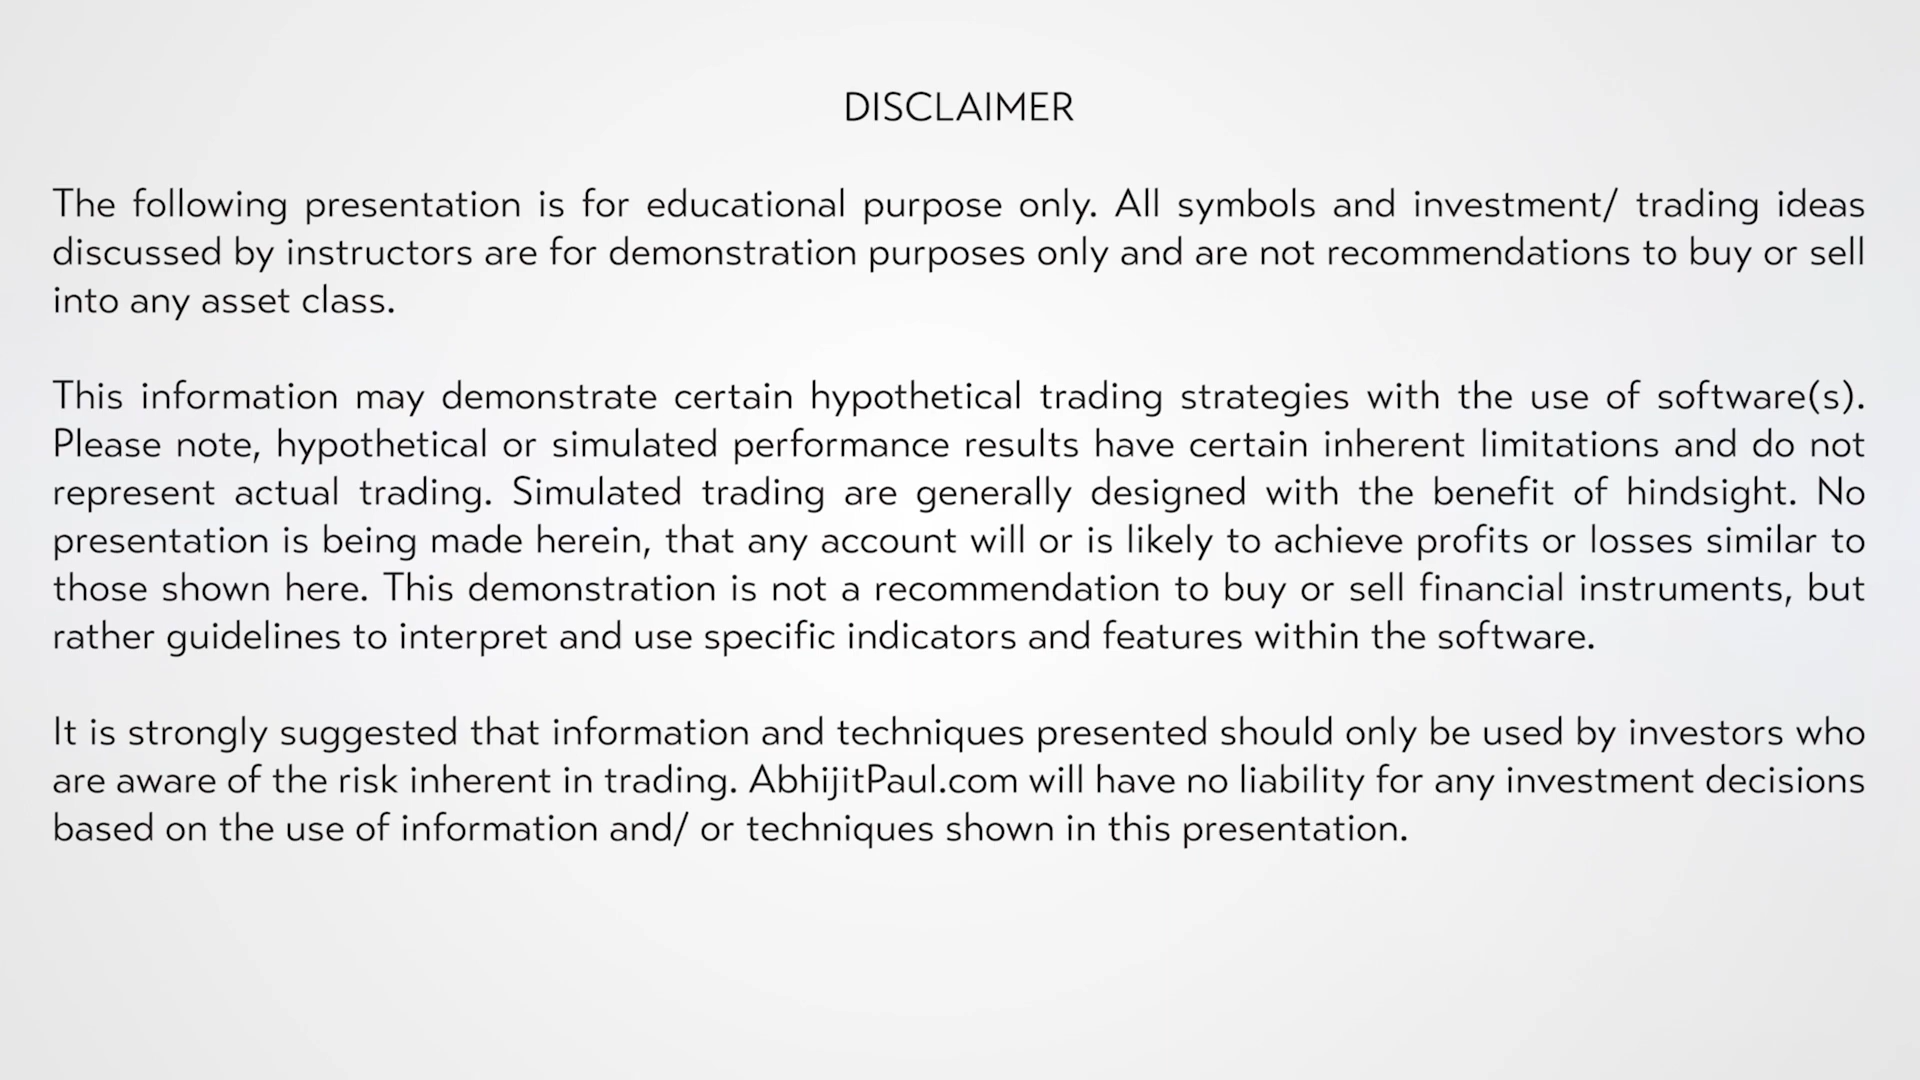 DISCLAIMER
The following presentation is for educational purpose only. All symbols and investment/ trading ideas
discussed by instructors are for demonstration purposes only and are not recommendations to buy or sell
into any asset class.
This information may demonstrate certain hypothetical trading strategies with the use of software(s).
Please note, hypothetical or simulated performance results have certain inherent limitations and do not
represent actual trading. Simulated trading are generally designed with the benefit of hindsight. No
presentation is being made herein, that any account will or is likely to achieve profits or losses similar to
those shown here. This demonstration is not a recommendation to buy or sell financial instruments, but
rather guidelines to interpret and use specific indicators and features within the software.
It is strongly suggested that information and techniques presented should only be used by investors who
are aware of the risk inherent in trading. AbhijitPaul.com will have no liability for any investment decisions
based on the use of information and/ or techniques shown in this presentation.